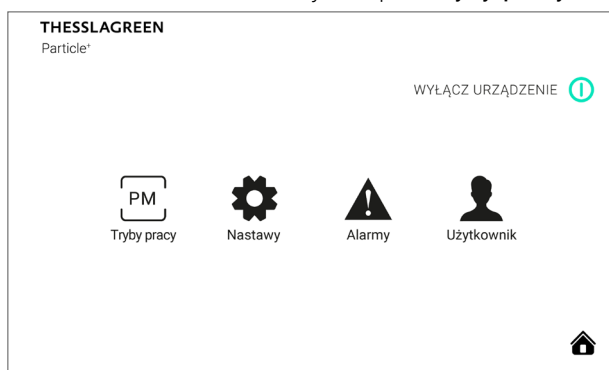 THESSLAGREEN
Particle⁺
WYŁĄCZ URZĄDZENIE
PM
Tryby pracy Nastawy Alarmy Użytkownik